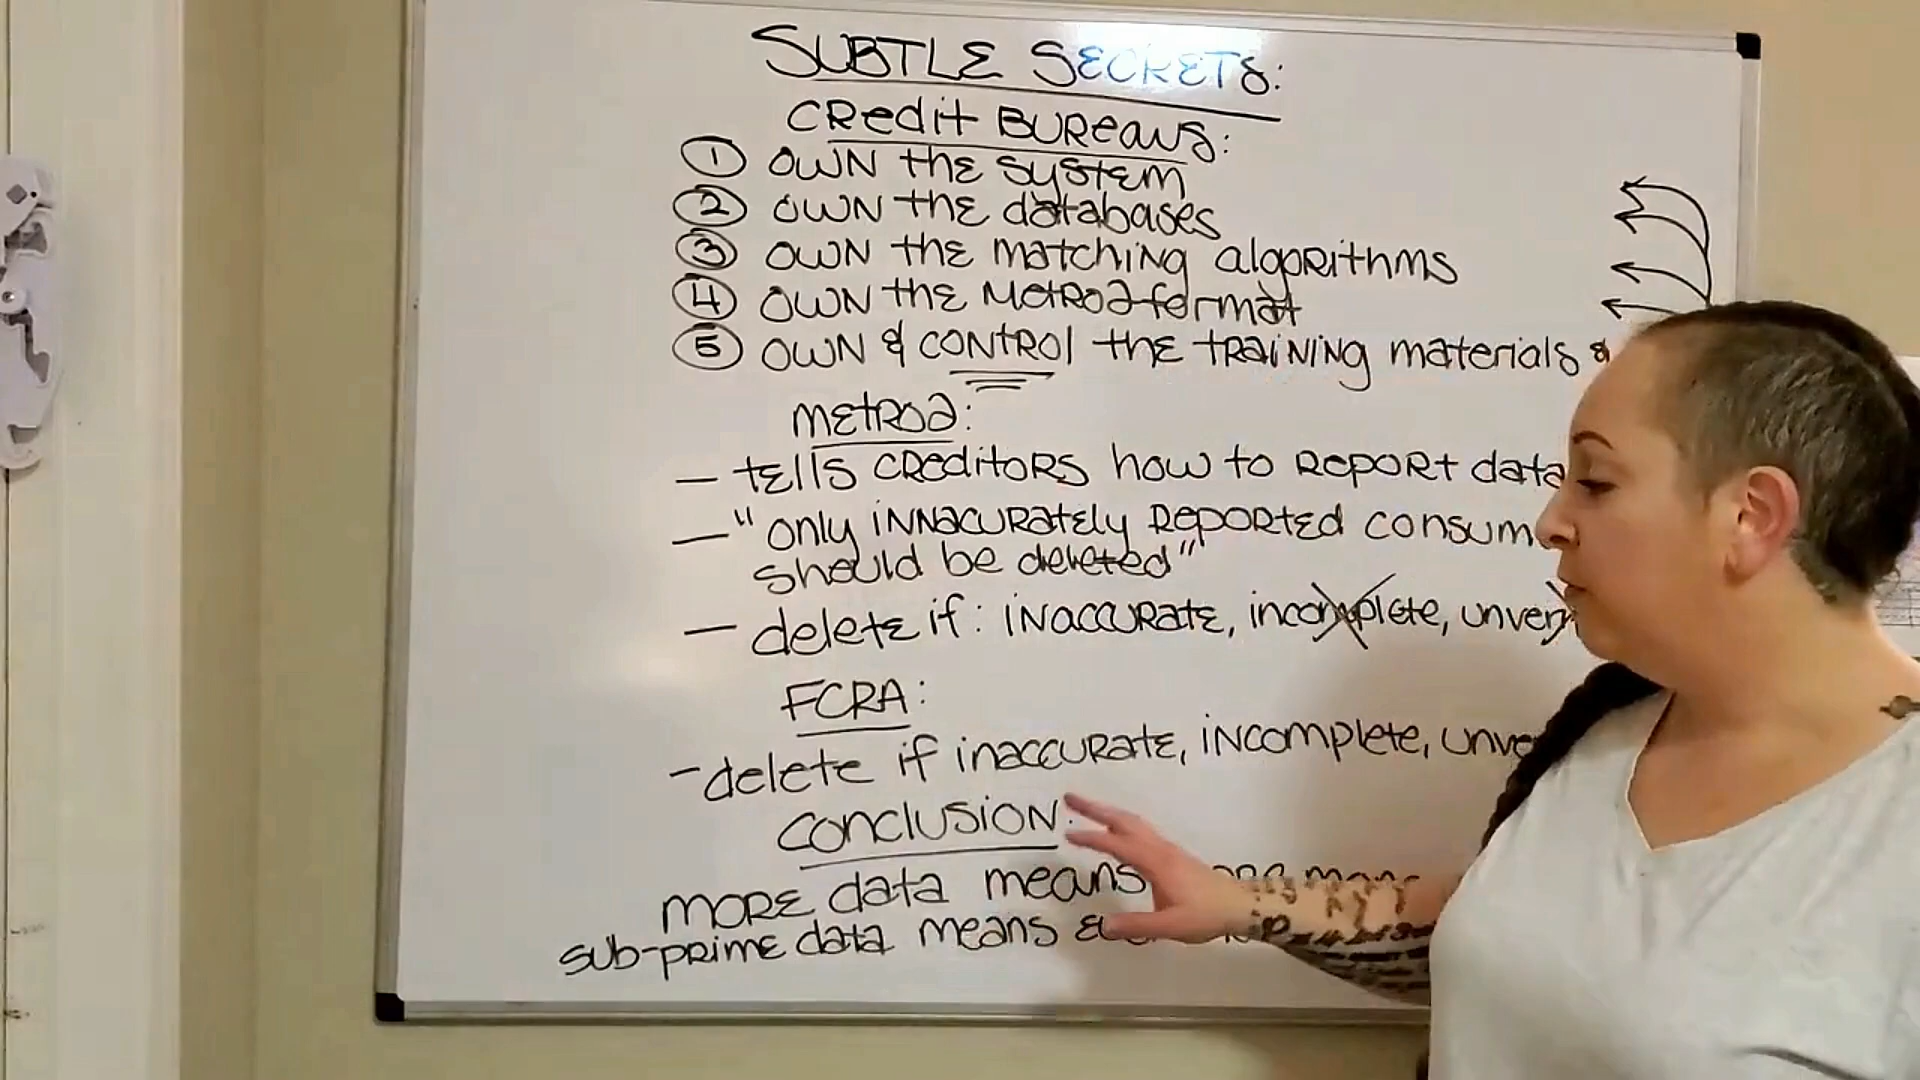 SUBTLE SECRETS:
CREdit BUREAUS:
1 OWN thE SYSTEM
2 OWN thE databases
3 OWN thE matching algorithms
4 OWN thE Metro2 format
5 OWN & CONTROl thE TRAINING materials &
METRO2:
— tElls CREditORS how to REPORt data
— "only INNacuRatEly REPORtEd consum
should be deleted"
— delEtE if: INaccuRatE, incomplete, unver
FCRA:
- delete if inaccuRatE, INcomplete, unve
CONClUSION:
MORE data means
sub-PRIME data means